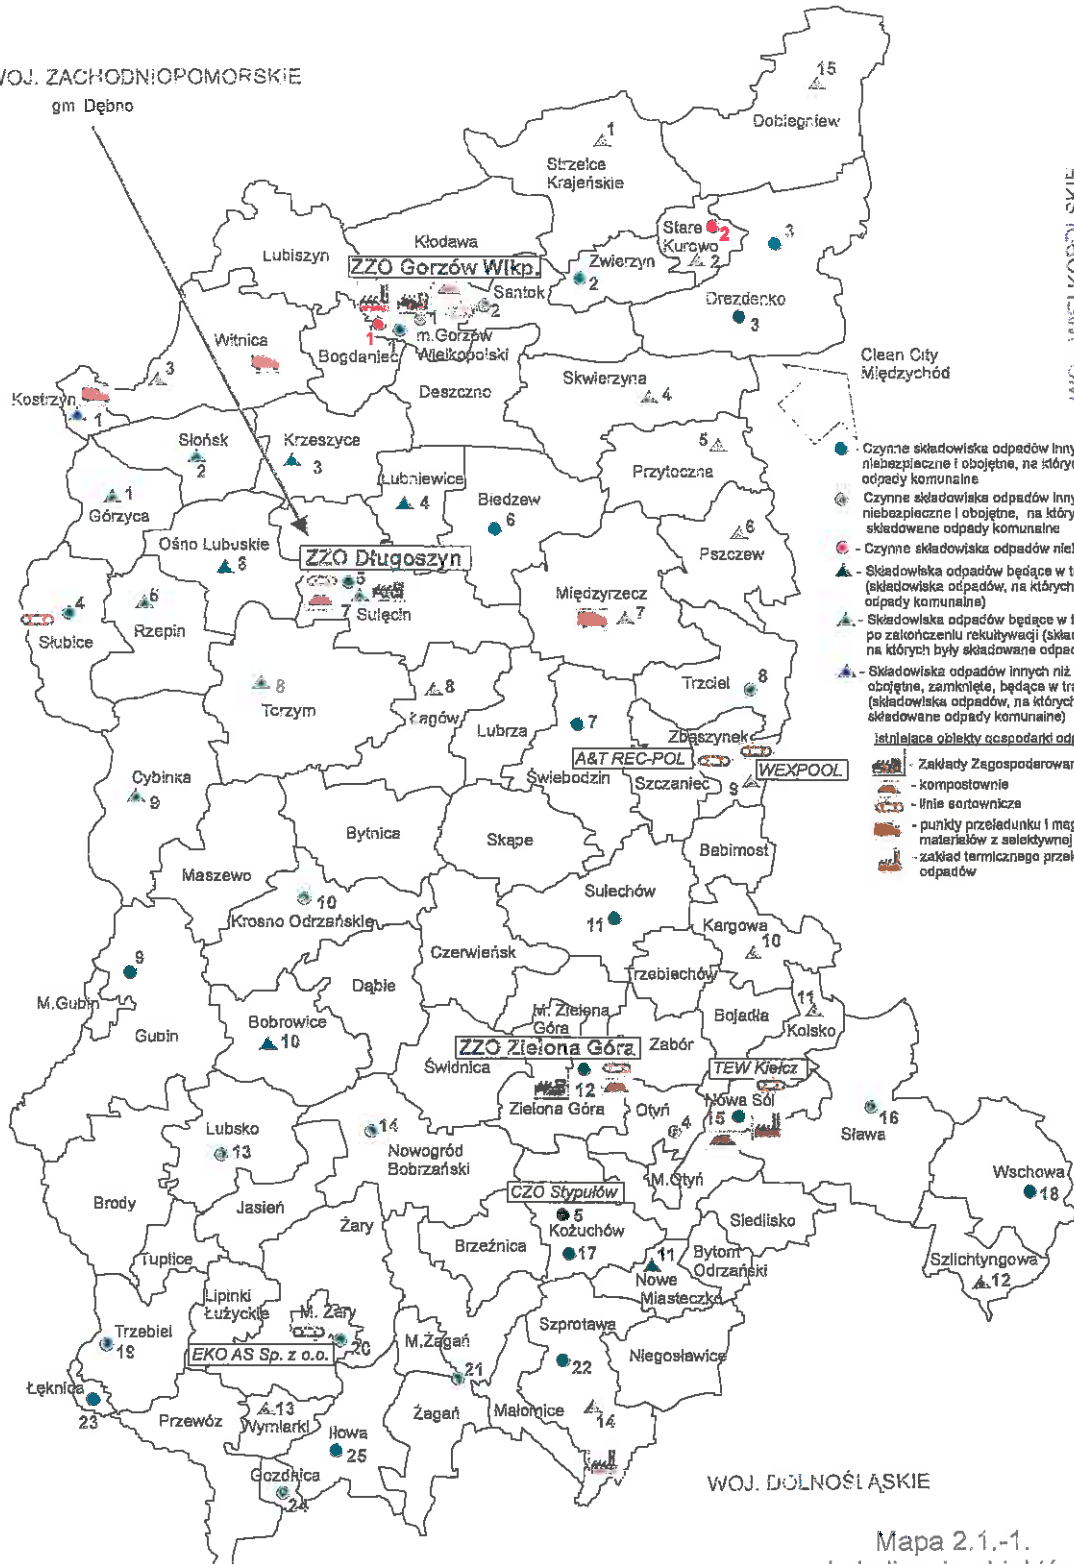 WOJ. ZACHODNIOPOMORSKIE
gm Dębno
15
Dobiegniew
1
Strzelce
Krajeńskie
Stare
Kurowo
2
2
3
Kłodawa
Lubiszyn
ZZO Gorzów Wlkp.
Zwierzyn
2
Santok
2
Drezdenko
3
1
1
1
m.Gorzów
Wielkopolski
Witnica
Bogdaniec
Deszczno
Clean City
Międzychód
3
Kostrzyn
1
Skwierzyna
4
Słońsk
2
Krzeszyce
3
5
Przytoczna
Lubniewice
4
Bledzew
6
1
Górzyca
- Czynne składowiska odpadów inny
niebezpieczne i obojętne, na któryc
odpady komunalne
- Czynne składowiska odpadów inny
niebezpieczne i obojętne, na któryc
składowane odpady komunalne
- Czynne składowiska odpadów nie
- Składowiska odpadów będące w t
(składowiska odpadów, na których
odpady komunalne)
- Składowiska odpadów będące w t
po zakończeniu rekultywacji (skła
na których były składowane odpad
- Składowiska odpadów innych niż
obojętne, zamknięte, będące w tra
(składowiska odpadów, na których
składowane odpady komunalne)
istniejące obiekty gospodarki odp
- Zakłady Zagospodarowan
- kompostownie
- linie sortownicze
- punkty przeładunku i mag
materiałów z selektywnej
- zakład termicznego przek
odpadów
Ośno Lubuskie
6
ZZO Długoszyn
6
Pszczew
4
Słubice
5
Rzepin
5
7
Sulęcin
Międzyrzecz
7
8
Torzym
8
Łagów
Trzciel
8
Lubrza
7
Zbąszynek
A&T REC-POL
WEXPOOL
Świebodzin
Szczaniec
9
Cybinka
9
Bytnica
Skąpe
Babimost
Maszewo
10
Krosno Odrzańskie
Sulechów
11
Kargowa
10
Czerwieńsk
9
Dąbie
Trzebiechów
M.Gubin
Gubin
Bobrowice
10
M. Zielona
Góra
Bojadła
11
Kolsko
ZZO Zielona Góra
Zabór
Świdnica
12
TEW Kiełcz
Zielona Góra
Otyń
4
Nowa Sól
15
16
Sława
Lubsko
13
14
Nowogród
Bobrzański
M.Otyń
Wschowa
18
Brody
Jasień
CZO Stypułów
5
Żary
Brzeźnica
Kożuchów
17
Siedlisko
Tuplice
11
Bytom
Odrzański
Szlichtyngowa
12
Nowe
Miasteczko
Lipinki
Łużyckie
M. Żary
Szprotawa
Trzebiel
19
20
M.Żagań
Niegosławice
EKO AS Sp. z o.o.
21
22
Łęknica
23
Przewóz
13
Wymiarki
Żagań
Małomice
14
Iłowa
25
Gozdnica
24
WOJ. DOLNOŚLĄSKIE
Mapa 2.1.-1.